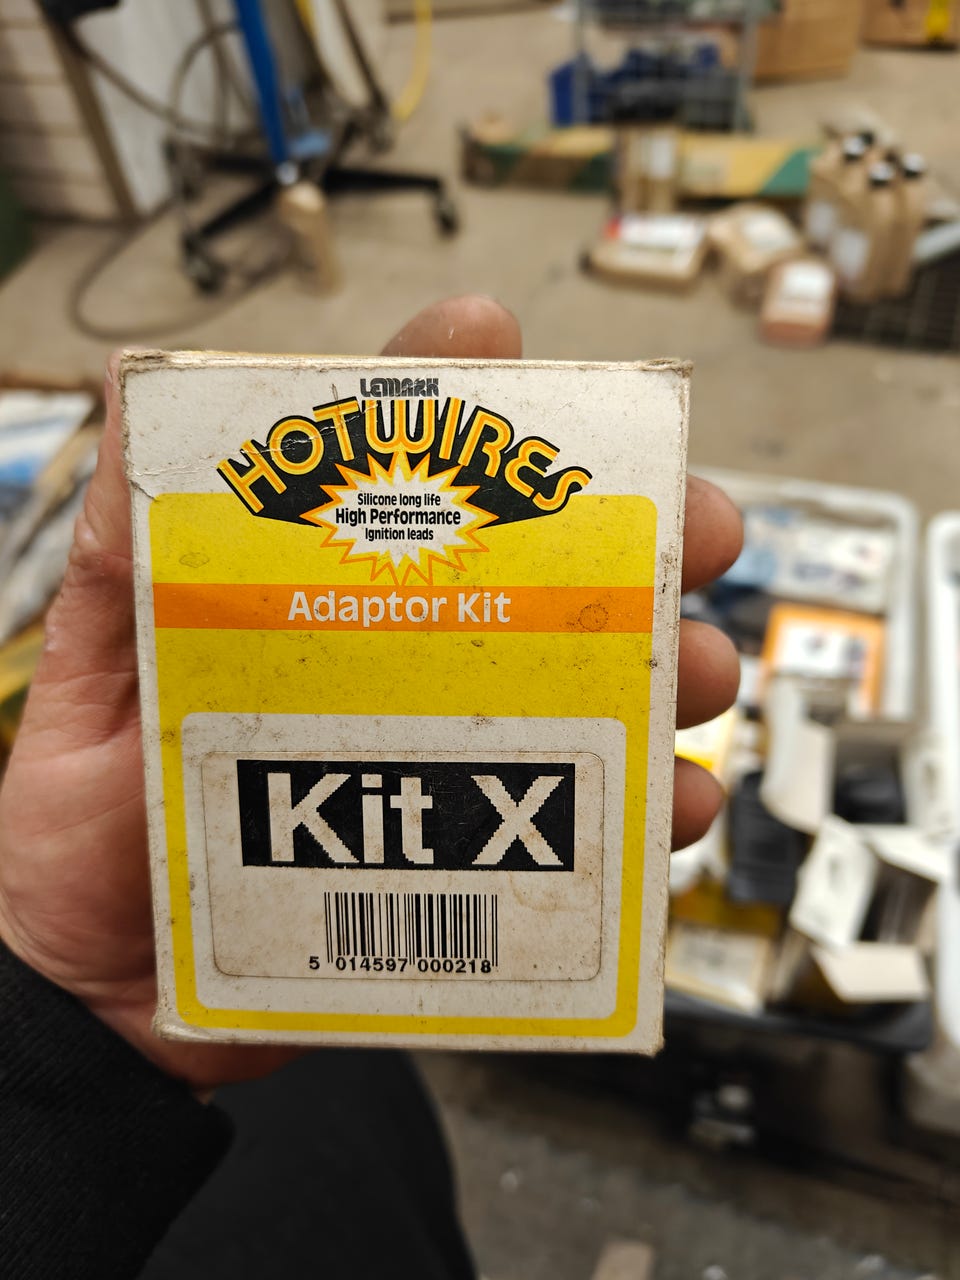 LEMARK
HOTWIRES
Silicone long life
High Performance
Ignition leads
Adaptor Kit
Kit X
5 014597 000218